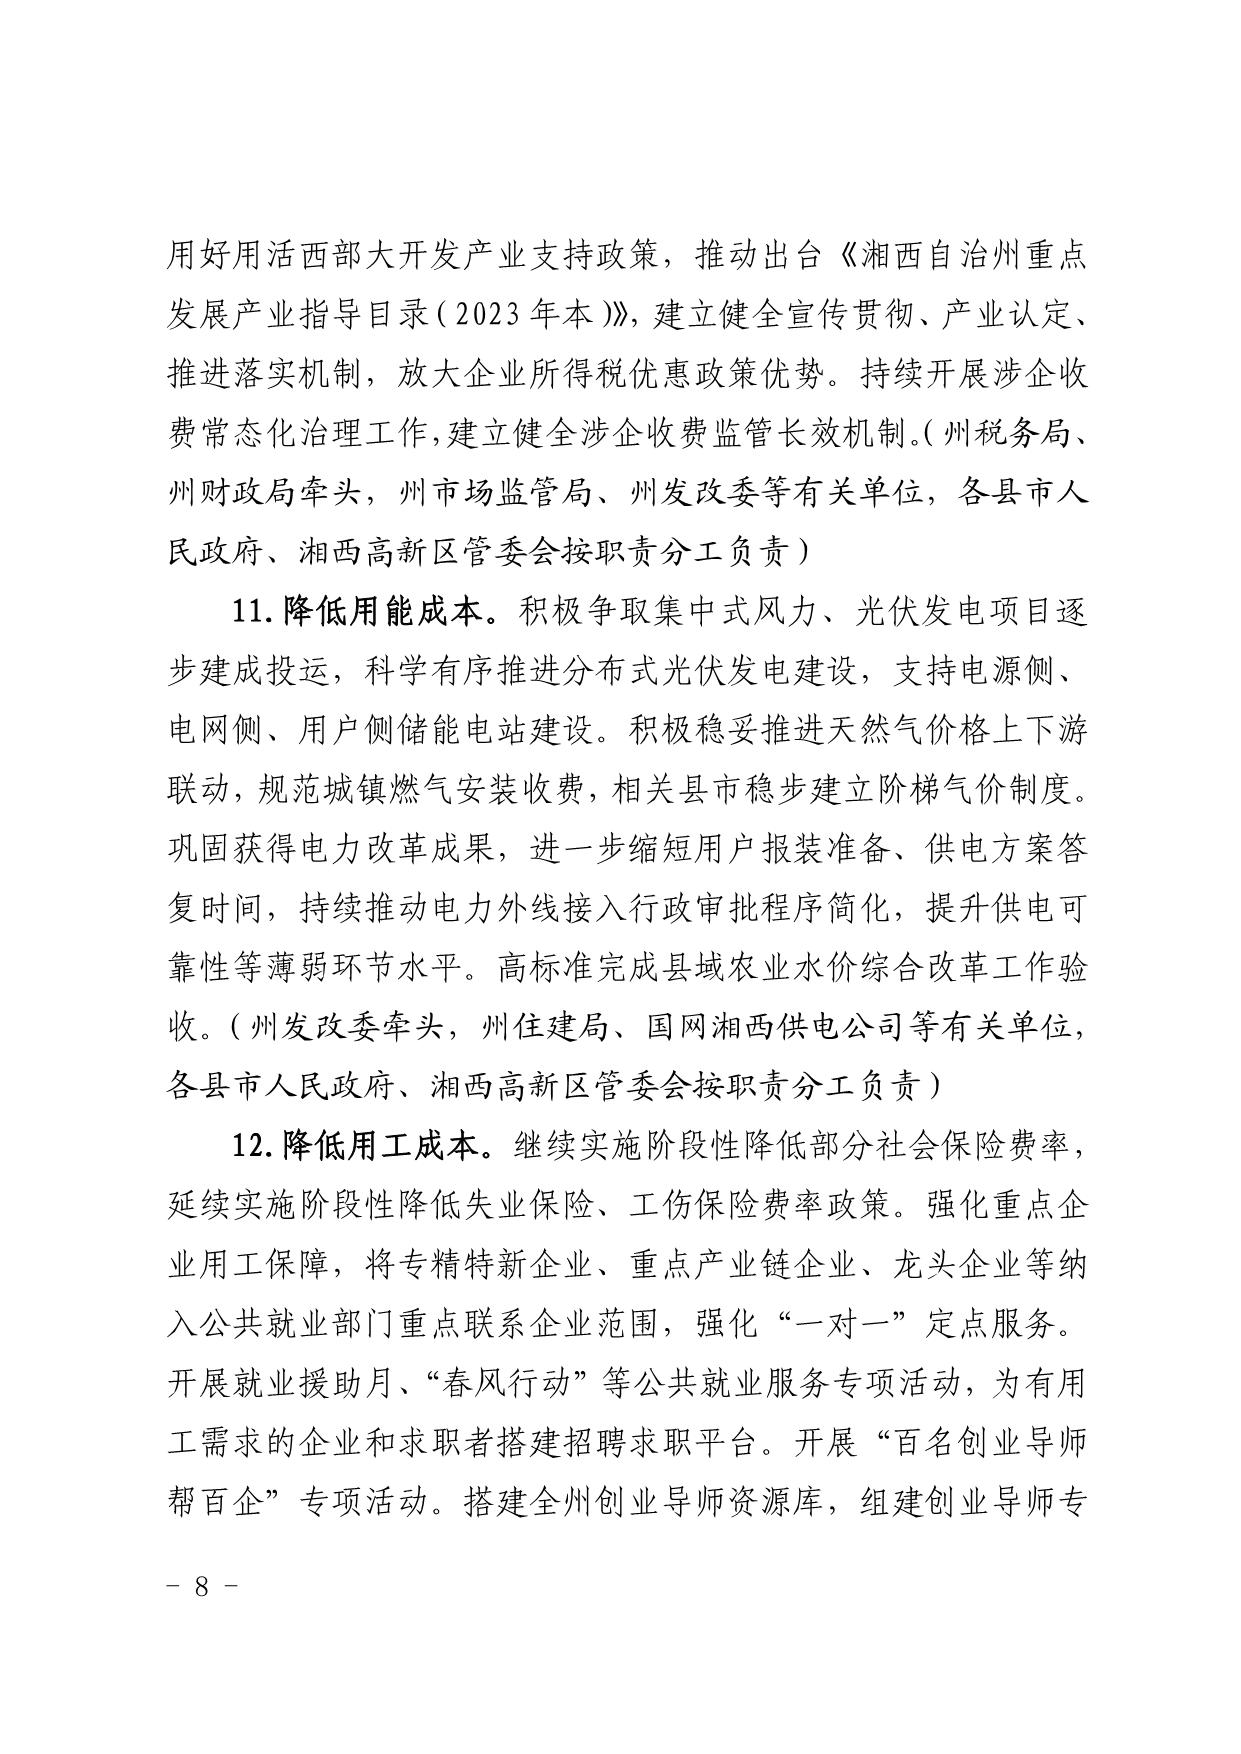 用好用活西部大开发产业支持政策，推动出台《湘西自治州重点
发展产业指导目录（2023年本）》，建立健全宣传贯彻、产业认定、
推进落实机制，放大企业所得税优惠政策优势。持续开展涉企收
费常态化治理工作，建立健全涉企收费监管长效机制。（州税务局、
州财政局牵头，州市场监管局、州发改委等有关单位，各县市人
民政府、湘西高新区管委会按职责分工负责）
11.降低用能成本。积极争取集中式风力、光伏发电项目逐
步建成投运，科学有序推进分布式光伏发电建设，支持电源侧、
电网侧、用户侧储能电站建设。积极稳妥推进天然气价格上下游
联动，规范城镇燃气安装收费，相关县市稳步建立阶梯气价制度。
巩固获得电力改革成果，进一步缩短用户报装准备、供电方案答
复时间，持续推动电力外线接入行政审批程序简化，提升供电可
靠性等薄弱环节水平。高标准完成县域农业水价综合改革工作验
收。（州发改委牵头，州住建局、国网湘西供电公司等有关单位，
各县市人民政府、湘西高新区管委会按职责分工负责）
12.降低用工成本。继续实施阶段性降低部分社会保险费率，
延续实施阶段性降低失业保险、工伤保险费率政策。强化重点企
业用工保障，将专精特新企业、重点产业链企业、龙头企业等纳
入公共就业部门重点联系企业范围，强化“一对一”定点服务。
开展就业援助月、“春风行动”等公共就业服务专项活动，为有用
工需求的企业和求职者搭建招聘求职平台。开展“百名创业导师
帮百企”专项活动。搭建全州创业导师资源库，组建创业导师专
- 8 -